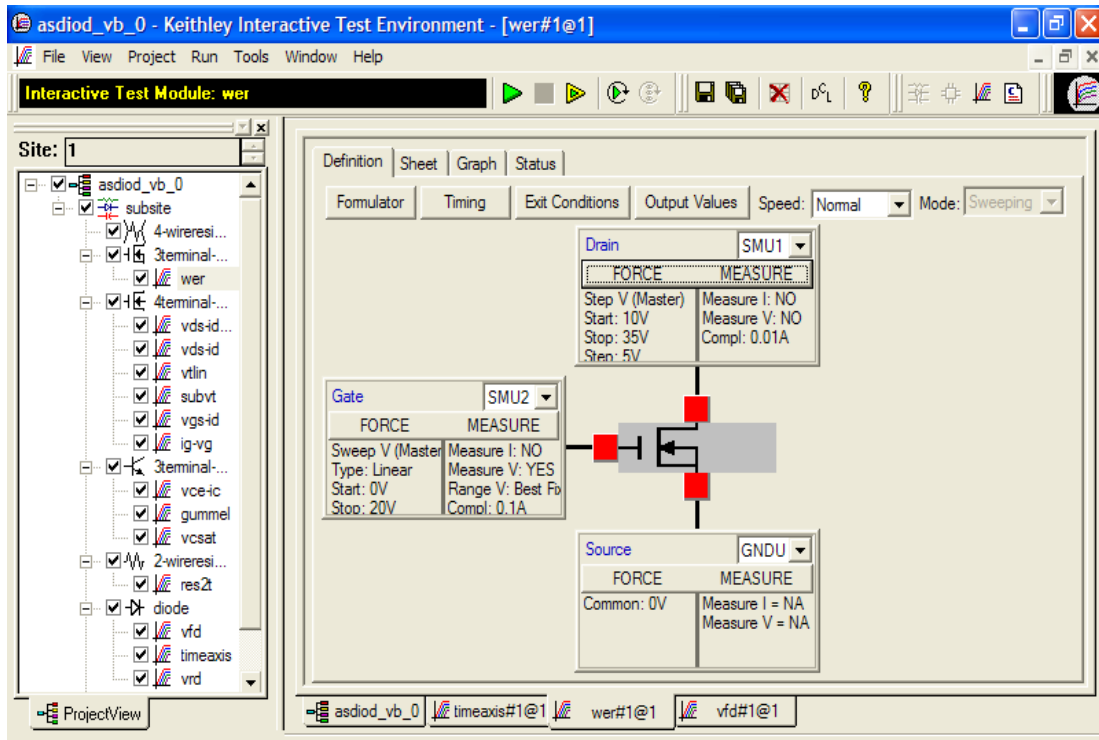 asdiod_vb_0 - Keithley Interactive Test Environment - [wer#1@1]
File View Project Run Tools Window Help
Interactive Test Module: wer
Site: 1
asdiod_vb_0
subsite
4-wireresi...
3terminal-...
wer
4terminal-...
vds-id...
vds-id
vtlin
subvt
vgs-id
ig-vg
3terminal-...
vce-ic
gummel
vcsat
2-wireresi...
res2t
diode
vfd
timeaxis
vrd
ProjectView
Definition Sheet Graph Status
Formulator Timing Exit Conditions Output Values Speed: Normal Mode: Sweeping
Drain SMU1
FORCE MEASURE
Step V (Master) Measure I: NO
Start: 10V Measure V: NO
Stop: 35V Compl: 0.01A
Step: 5V
Gate SMU2
FORCE MEASURE
Sweep V (Master Measure I: NO
Type: Linear Measure V: YES
Start: 0V Range V: Best Fix
Stop: 20V Compl: 0.1A
Source GNDU
FORCE MEASURE
Common: 0V Measure I = NA
Measure V = NA
asdiod_vb_0 timeaxis#1@1 wer#1@1 vfd#1@1